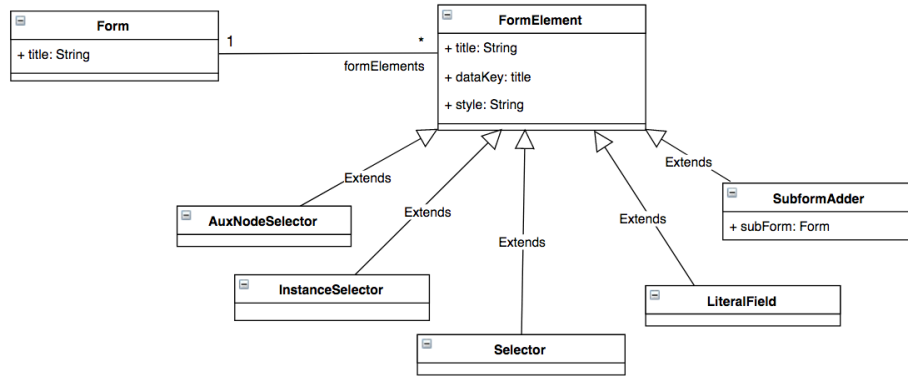 Form
+ title: String
1
*
formElements
FormElement
+ title: String
+ dataKey: title
+ style: String
Extends
Extends
Extends
Extends
Extends
AuxNodeSelector
InstanceSelector
Selector
LiteralField
SubformAdder
+ subForm: Form